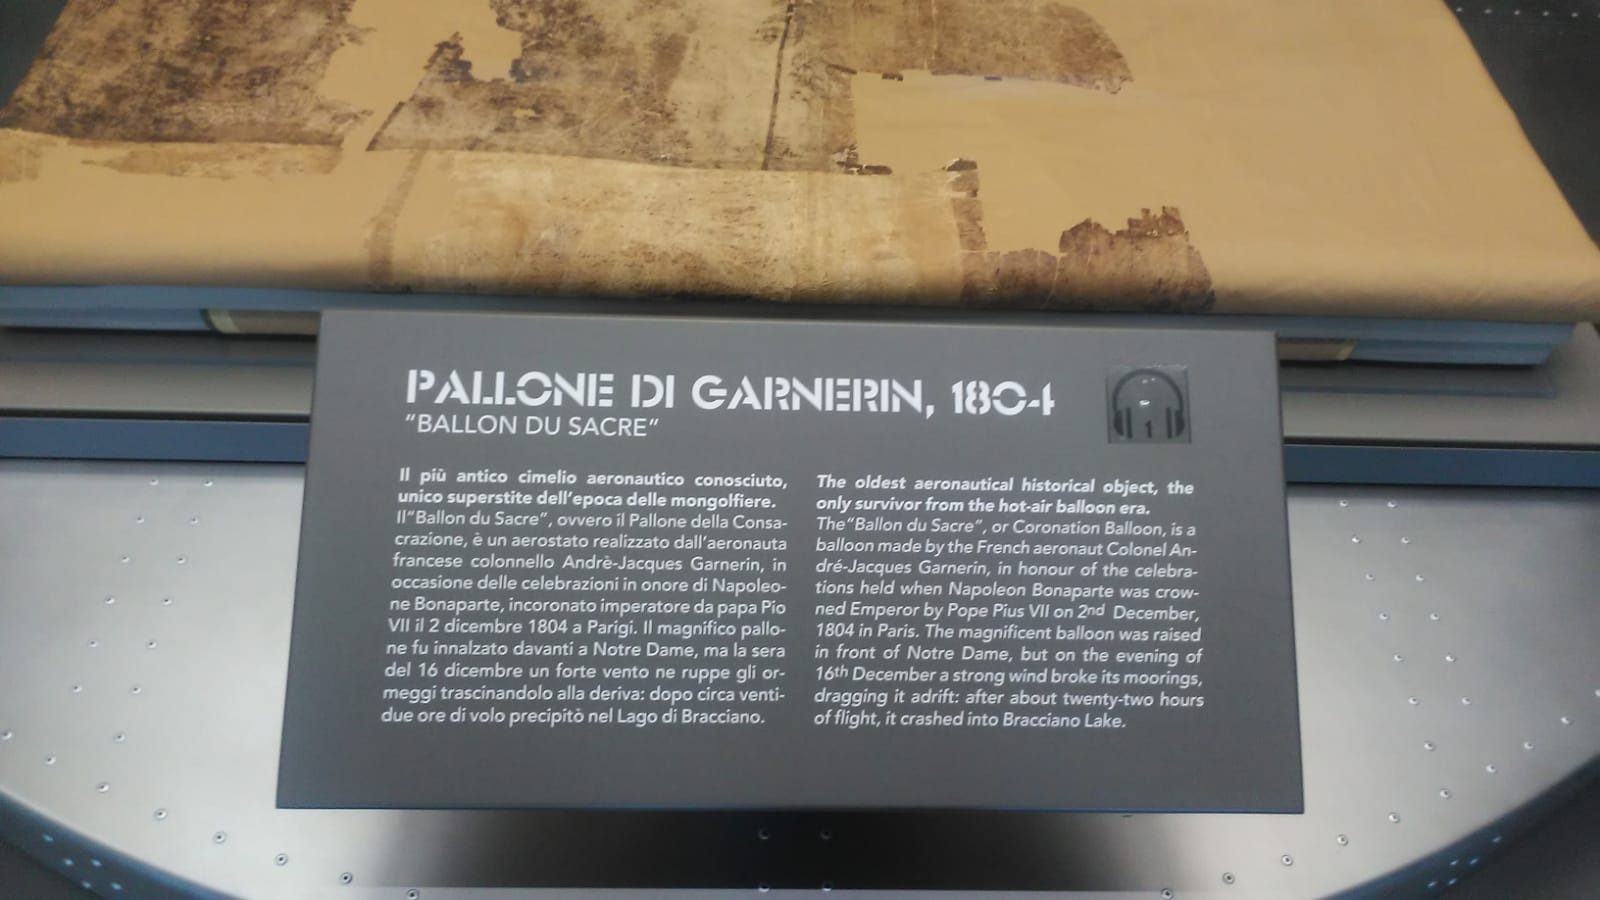 PALLONE DI GARNERIN, 1804
"BALLON DU SACRE"
1
Il più antico cimelio aeronautico conosciuto,
unico superstite dell'epoca delle mongolfiere.
Il"Ballon du Sacre", ovvero il Pallone della Consa-
crazione, è un aerostato realizzato dall'aeronauta
francese colonnello Andrè-Jacques Garnerin, in
occasione delle celebrazioni in onore di Napoleo-
ne Bonaparte, incoronato imperatore da papa Pio
VII il 2 dicembre 1804 a Parigi. Il magnifico pallo-
ne fu innalzato davanti a Notre Dame, ma la sera
del 16 dicembre un forte vento ne ruppe gli or-
meggi trascinandolo alla deriva: dopo circa venti-
due ore di volo precipitò nel Lago di Bracciano.
The oldest aeronautical historical object, the
only survivor from the hot-air balloon era.
The"Ballon du Sacre", or Coronation Balloon, is a
balloon made by the French aeronaut Colonel An-
dré-Jacques Garnerin, in honour of the celebra-
tions held when Napoleon Bonaparte was crow-
ned Emperor by Pope Pius VII on 2nd December,
1804 in Paris. The magnificent balloon was raised
in front of Notre Dame, but on the evening of
16th December a strong wind broke its moorings,
dragging it adrift: after about twenty-two hours
of flight, it crashed into Bracciano Lake.